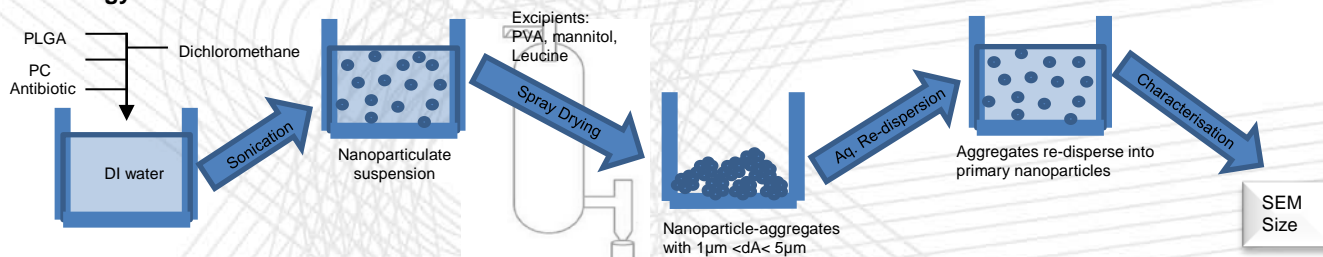 PLGA
PC
Antibiotic
Dichloromethane
DI water
Sonication
Nanoparticulate
suspension
Excipients:
PVA, mannitol,
Leucine
Spray Drying
Nanoparticle-aggregates
with 1µm <dA< 5µm
Aq. Re-dispersion
Aggregates re-disperse into
primary nanoparticles
Characterisation
SEM
Size